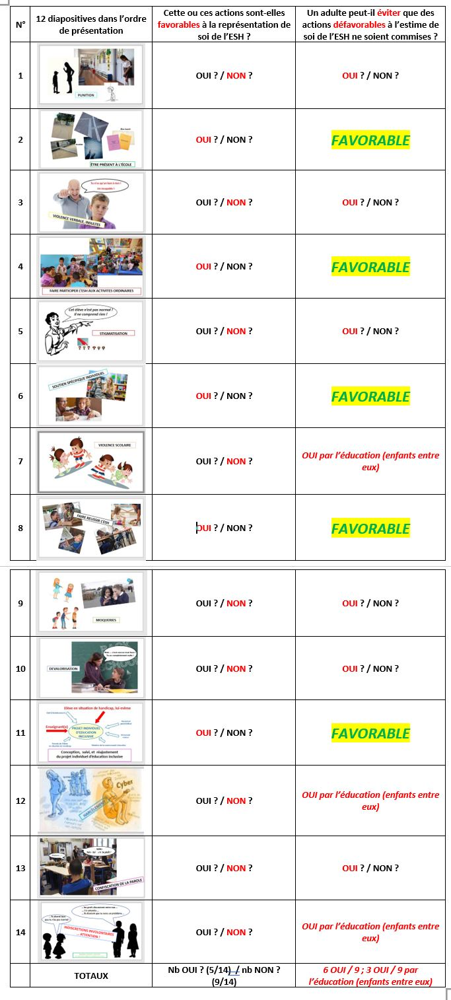 N°
12 diapositives dans l'ordre
de présentation
Cette ou ces actions sont-elles
favorables à la représentation de
soi de l'ESH ?
Un adulte peut-il éviter que des
actions défavorables à l'estime de
soi de l'ESH ne soient commises ?
1
PUNITION
OUI ? / NON ?
OUI ? / NON ?
2
ÊTRE PRÉSENT À L'ÉCOLE
OUI ? / NON ?
FAVORABLE
3
Tu n'es qu'un bon à rien !
Un incapable !
VIOLENCE VERBALE, INSULTES
OUI ? / NON ?
OUI ? / NON ?
4
FAIRE PARTICIPER L'ESH AUX ACTIVITES ORDINAIRES
OUI ? / NON ?
FAVORABLE
5
Cet élève n'est pas normal !
Il ne comprend rien !
STIGMATISATION
OUI ? / NON ?
OUI ? / NON ?
6
SOUTIEN SPÉCIFIQUE INDIVIDUEL
OUI ? / NON ?
FAVORABLE
7
VIOLENCE SCOLAIRE
OUI ? / NON ?
OUI par l'éducation (enfants entre
eux)
8
FAIRE REUSSIR L'ESH
OUI ? / NON ?
FAVORABLE
9
MOQUERIES
OUI ? / NON ?
OUI ? / NON ?
10
DEVALORISATION
OUI ? / NON ?
OUI ? / NON ?
11
Elève en situation de handicap, lui-même
Enseignant(e)
PROJET INDIVIDUEL
D'ÉDUCATION
INCLUSIVE
Conception, suivi, et réajustement
du projet individuel d'éducation inclusive
OUI ? / NON ?
FAVORABLE
12
Cyber
HARCÈLEMENT
OUI ? / NON ?
OUI par l'éducation (enfants entre
eux)
13
CONFISCATION DE LA PAROLE
OUI ? / NON ?
OUI ? / NON ?
14
INDISCRETIONS INVOLONTAIRES
... ATTENTION !
OUI ? / NON ?
OUI par l'éducation (enfants entre
eux)
TOTAUX
Nb OUI ? (5/14) / nb NON ?
(9/14)
6 OUI / 9 ; 3 OUI / 9 par
l'éducation (enfants entre eux)